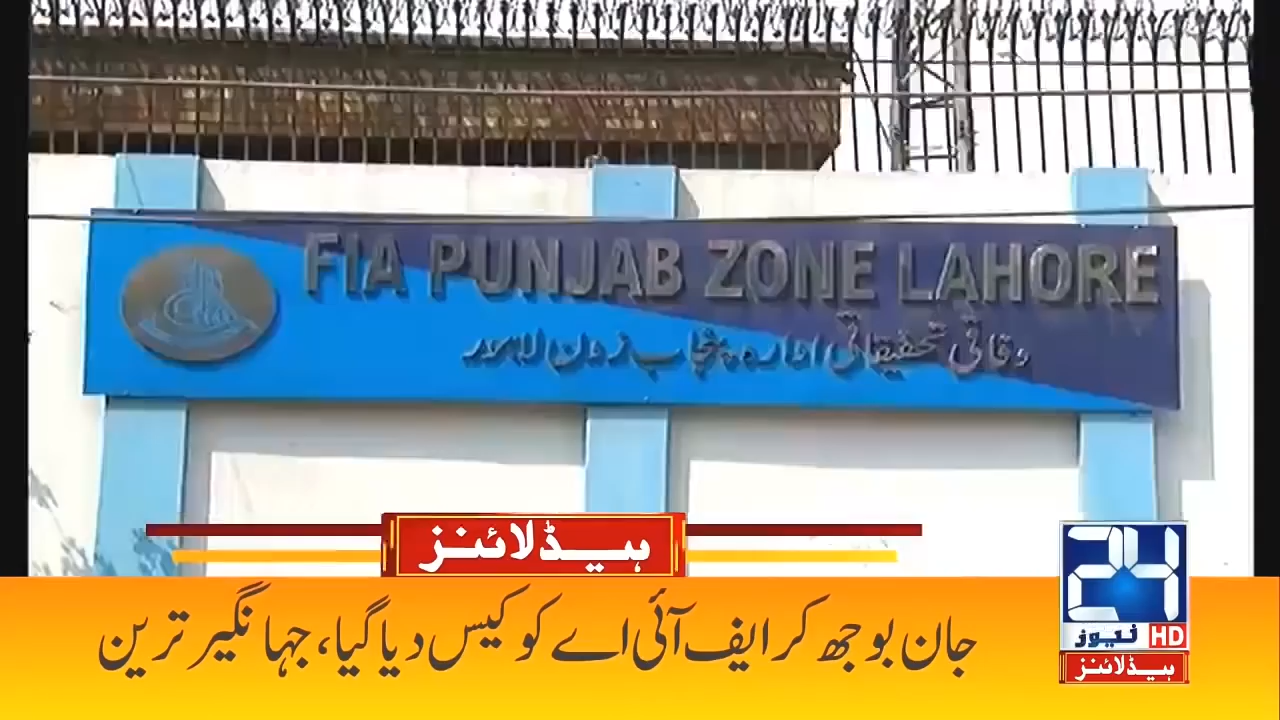 FIA PUNJAB ZONE LAHORE
وفاقی تحقیقاتی ادارہ پنجاب زون لاہور
ہیڈلائنز
جان بوجھ کر ایف آئی اے کو کیس دیا گیا، جہانگیر ترین
24
نیوز HD
ہیڈلائنز